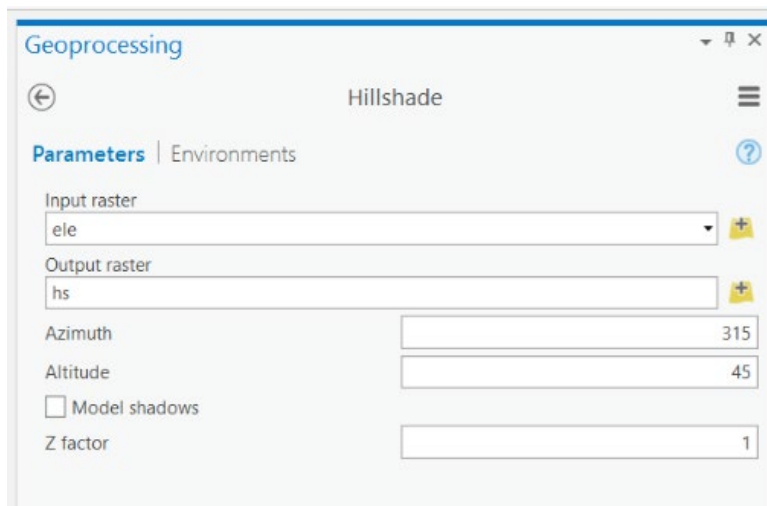 Geoprocessing
Hillshade
Parameters | Environments
Input raster
ele
Output raster
hs
Azimuth 315
Altitude 45
Model shadows
Z factor 1